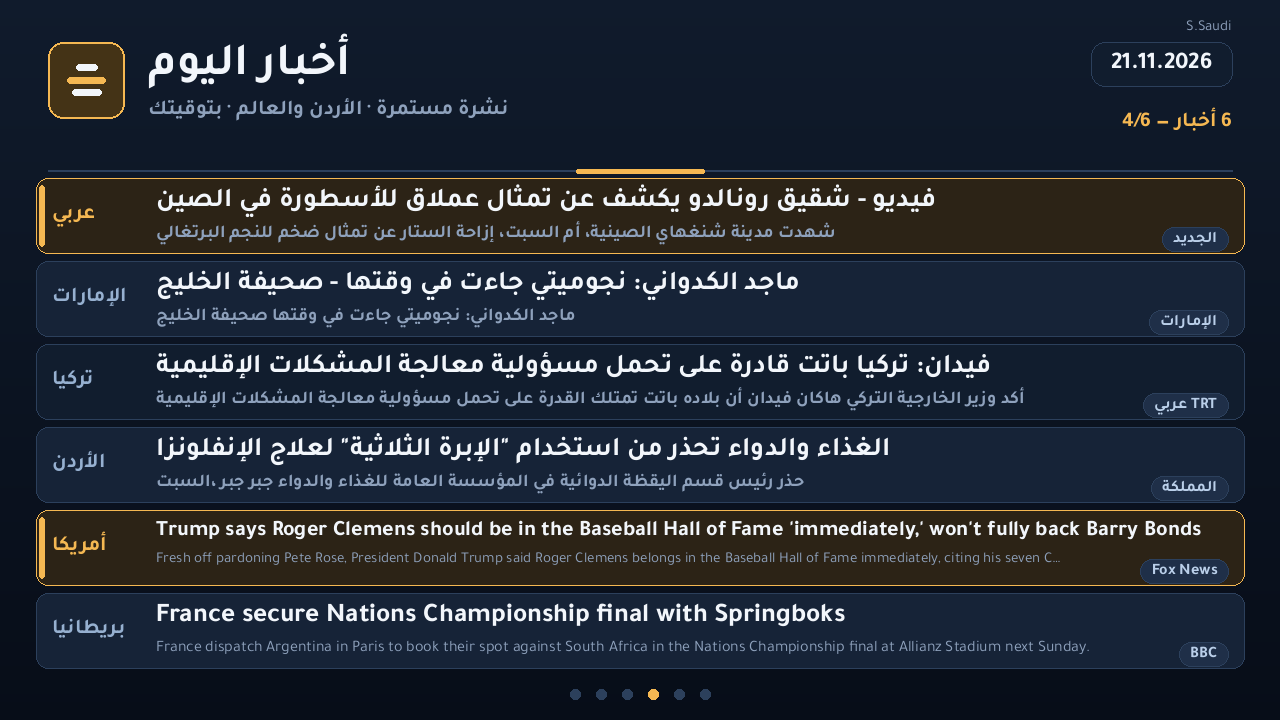 S.Saudi
أخبار اليوم
21.11.2026
نشرة مستمرة · الأردن والعالم · بتوقيتك
6 أخبار — 4/6
عربي
فيديو - شقيق رونالدو يكشف عن تمثال عملاق للأسطورة في الصين
شهدت مدينة شنغهاي الصينية، أم السبت، إزاحة الستار عن تمثال ضخم للنجم البرتغالي
الجديد
الإمارات
ماجد الكدواني: نجوميتي جاءت في وقتها - صحيفة الخليج
ماجد الكدواني: نجوميتي جاءت في وقتها صحيفة الخليج
الإمارات
تركيا
فيدان: تركيا باتت قادرة على تحمل مسؤولية معالجة المشكلات الإقليمية
أكد وزير الخارجية التركي هاكان فيدان أن بلاده باتت تمتلك القدرة على تحمل مسؤولية معالجة المشكلات الإقليمية
TRT عربي
الأردن
الغذاء والدواء تحذر من استخدام "الإبرة الثلاثية" لعلاج الإنفلونزا
حذر رئيس قسم اليقظة الدوائية في المؤسسة العامة للغذاء والدواء جبر جبر ،السبت
المملكة
أمريكا
Trump says Roger Clemens should be in the Baseball Hall of Fame 'immediately,' won't fully back Barry Bonds
Fresh off pardoning Pete Rose, President Donald Trump said Roger Clemens belongs in the Baseball Hall of Fame immediately, citing his seven C…
Fox News
بريطانيا
France secure Nations Championship final with Springboks
France dispatch Argentina in Paris to book their spot against South Africa in the Nations Championship final at Allianz Stadium next Sunday.
BBC